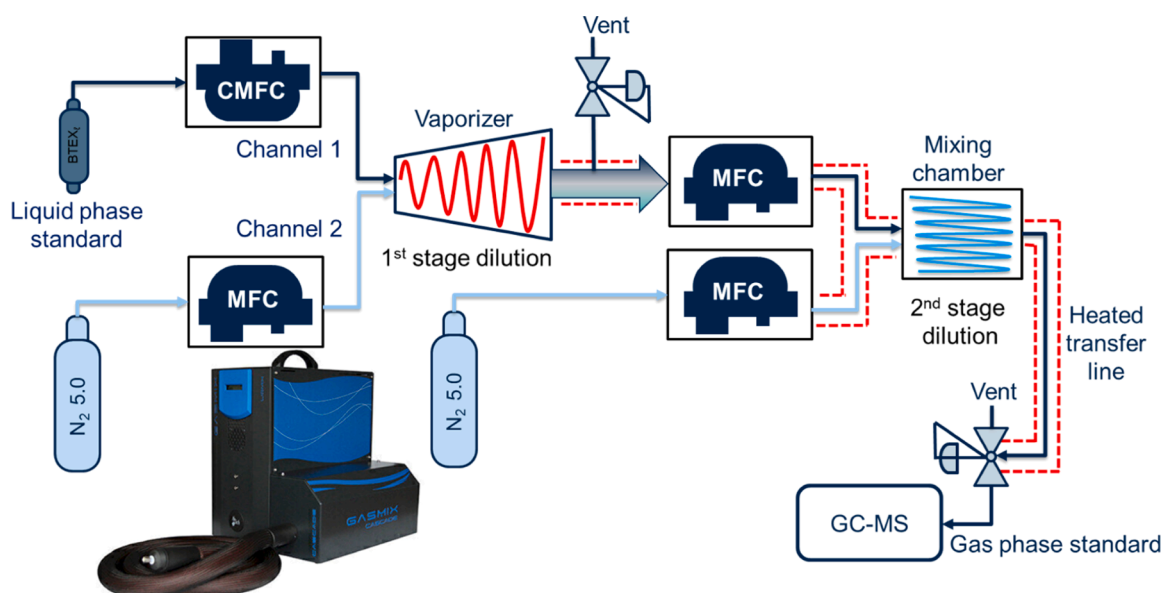 Vent
CMFC
BTEXℓ
Channel 1
Vaporizer
MFC
Mixing
chamber
Liquid phase
standard
Channel 2
1st stage dilution
MFC
MFC
2nd stage
dilution
Heated
transfer
line
N2 5.0
N2 5.0
Vent
GASMIX
GC-MS
Gas phase standard